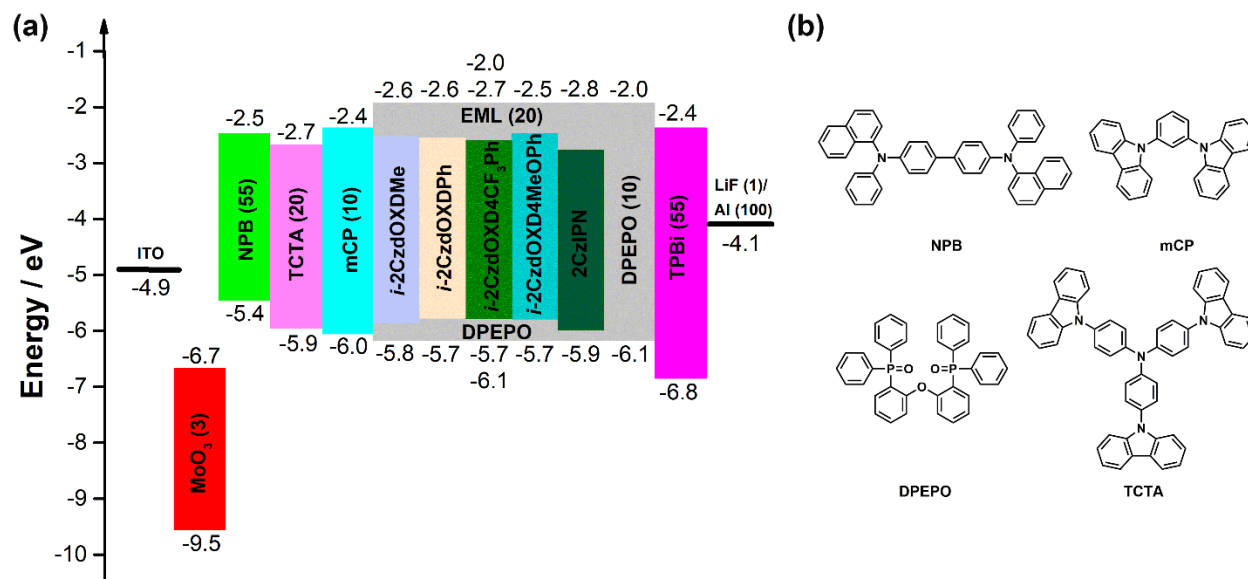 (a)
(b)
Energy / eV
-1
-2
-3
-4
-5
-6
-7
-8
-9
-10
ITO
-4.9
-6.7
MoO3 (3)
-9.5
-2.5
NPB (55)
-5.4
-2.7
TCTA (20)
-5.9
-2.4
mCP (10)
-6.0
-2.0
-2.6 -2.6 -2.7 -2.5 -2.8 -2.0
EML (20)
i-2CzdOXDMe
i-2CzdOXDPh
i-2CzdOXD4CF3Ph
i-2CzdOXD4MeOPh
2CzIPN
DPEPO (10)
DPEPO
-5.8 -5.7 -5.7 -5.7 -5.9 -6.1
-6.1
-2.4
TPBi (55)
-6.8
LiF (1)/
Al (100)
-4.1
N
N
NPB
N
N
mCP
P=O
O=P
O
DPEPO
N
N
N
N
TCTA